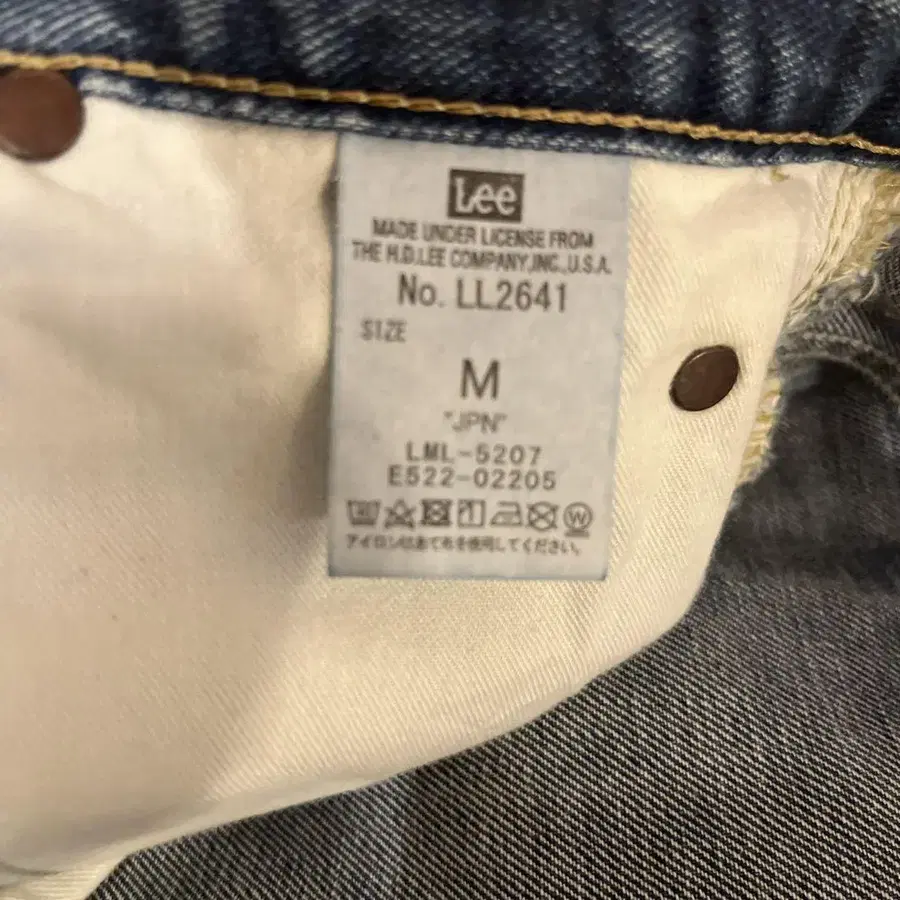 Lee
MADE UNDER LICENSE FROM
THE H.D.LEE COMPANY,INC.,U.S.A.
No. LL2641
SIZE
M
"JPN"
LML-5207
E522-02205
W
アイロンはあて布を使用してください。